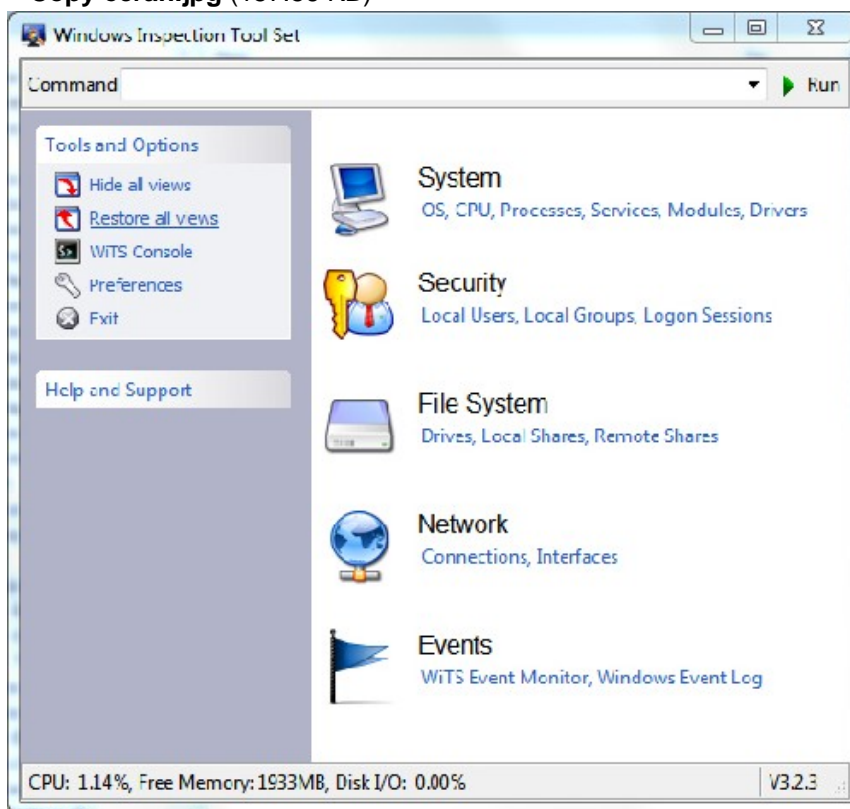 Windows Inspection Tool Set
Command
Run
Tools and Options
Hide all views
Restore all views
WiTS Console
Preferences
Exit
Help and Support
System
OS, CPU, Processes, Services, Modules, Drivers
Security
Local Users, Local Groups, Logon Sessions
File System
Drives, Local Shares, Remote Shares
Network
Connections, Interfaces
Events
WiTS Event Monitor, Windows Event Log
CPU: 1.14%, Free Memory: 1933MB, Disk I/O: 0.00%
V3.2.3